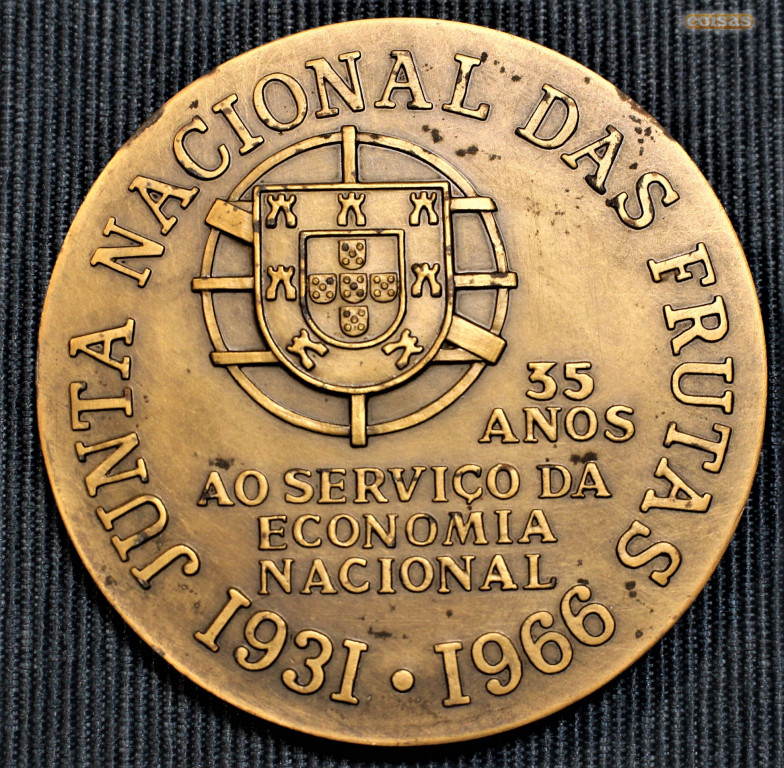 JUNTA NACIONAL DAS FRUTAS
35
ANOS
AO SERVIÇO DA
ECONOMIA
NACIONAL
1931 • 1966
coisas